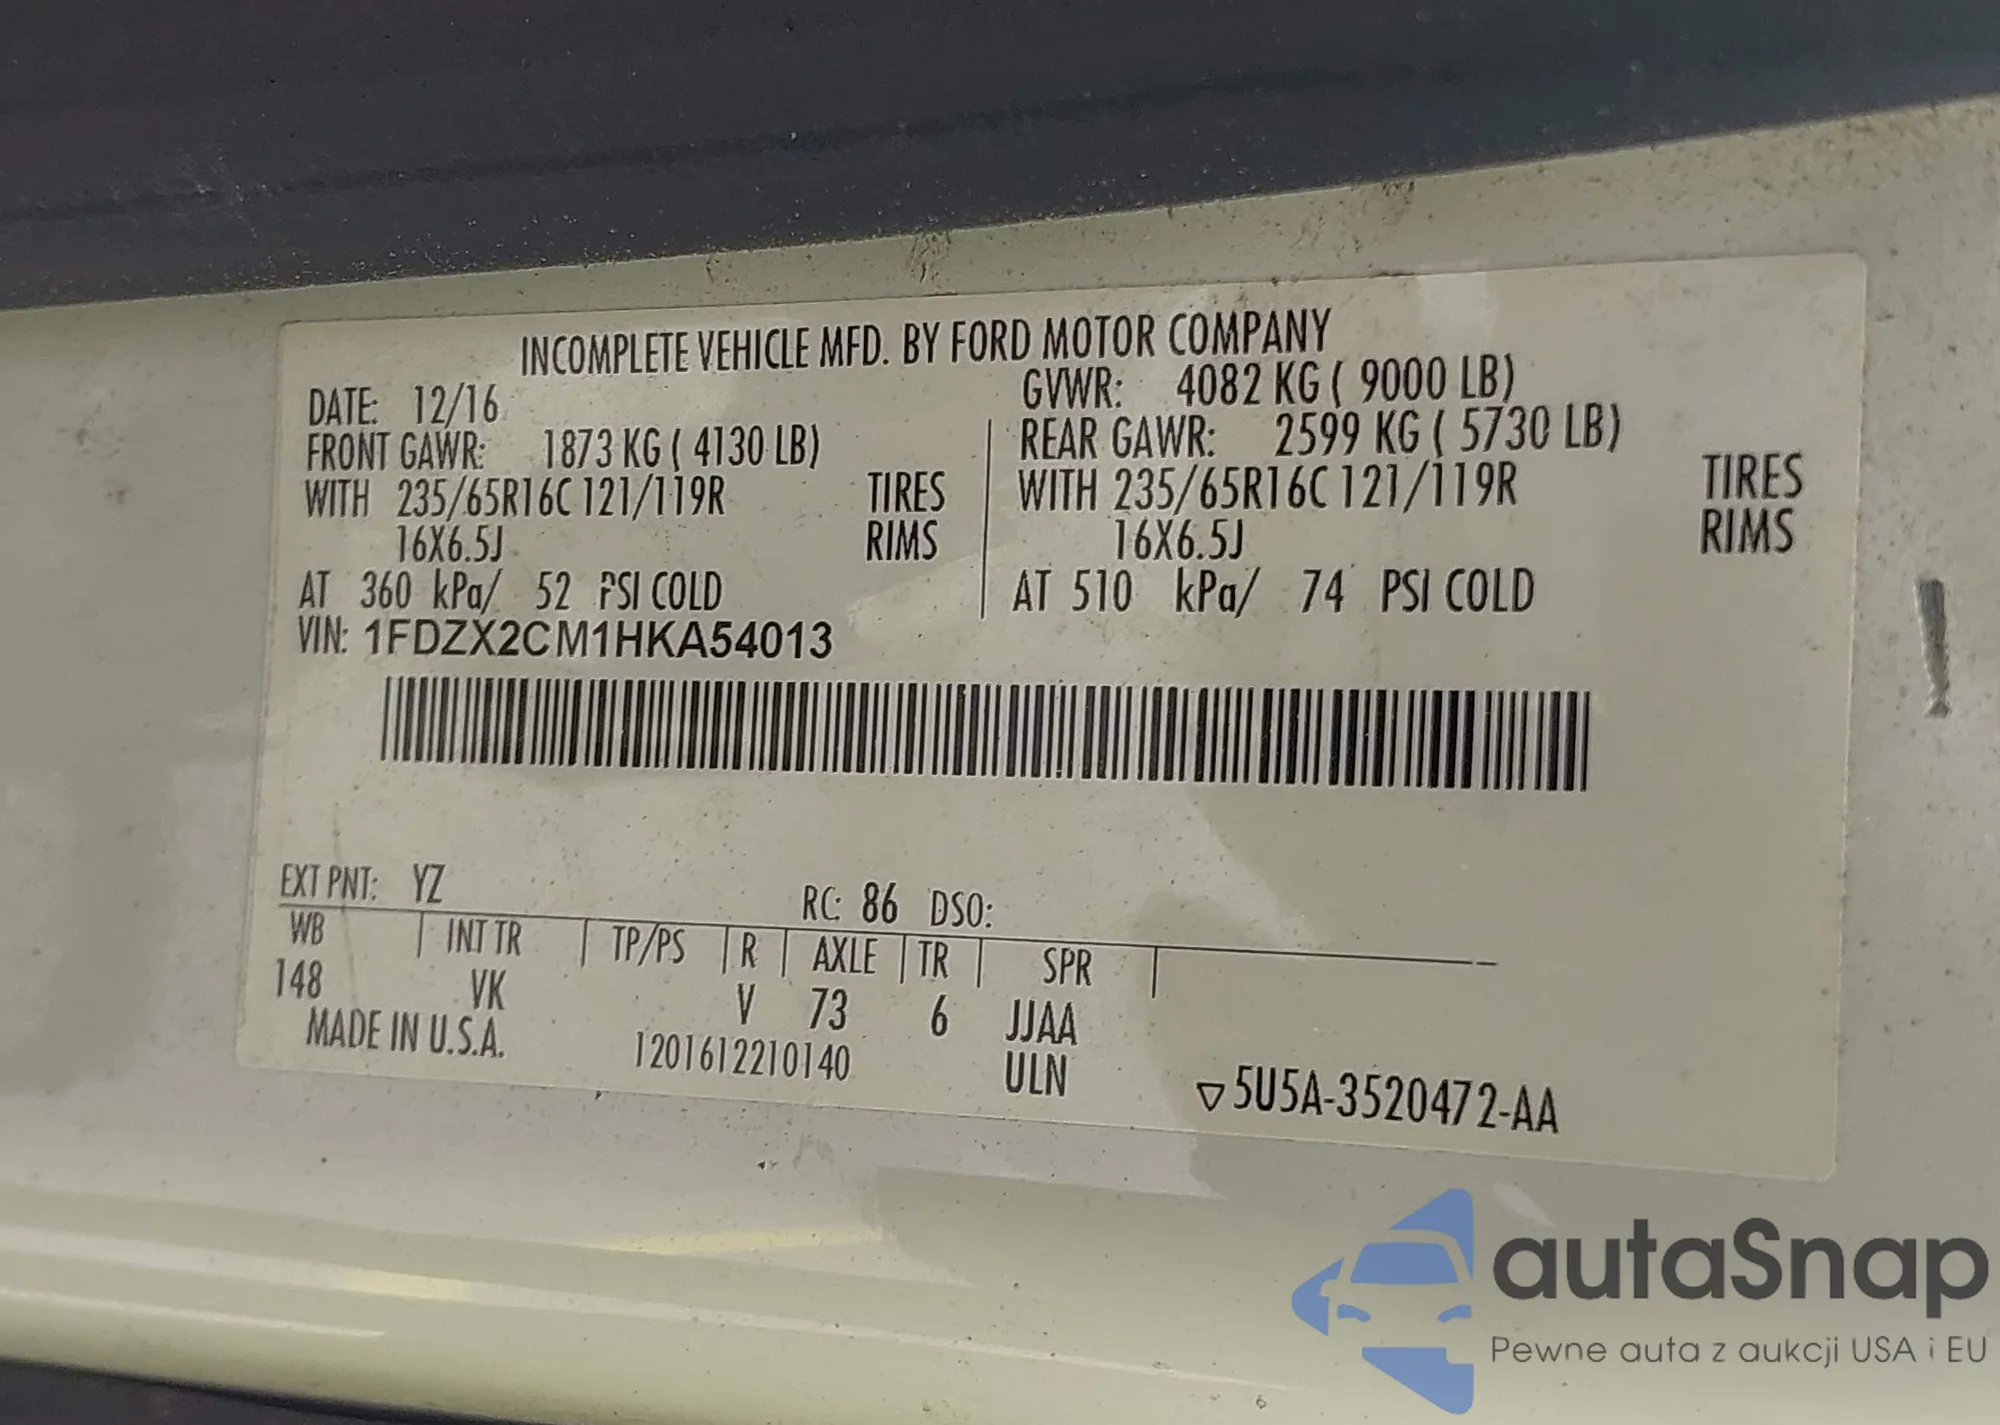 INCOMPLETE VEHICLE MFD. BY FORD MOTOR COMPANY
DATE: 12/16 GVWR: 4082 KG ( 9000 LB)
FRONT GAWR: 1873 KG ( 4130 LB) REAR GAWR: 2599 KG ( 5730 LB)
WITH 235/65R16C 121/119R TIRES WITH 235/65R16C 121/119R TIRES
16X6.5J RIMS 16X6.5J RIMS
AT 360 kPa/ 52 PSI COLD AT 510 kPa/ 74 PSI COLD
VIN: 1FDZX2CM1HKA54013
EXT PNT: YZ RC: 86 DSO:
WB INT TR TP/PS R AXLE TR SPR
148 VK V 73 6 JJAA
MADE IN U.S.A. 1201612210140 ULN
5U5A-3520472-AA
autaSnap
Pewne auta z aukcji USA i EU